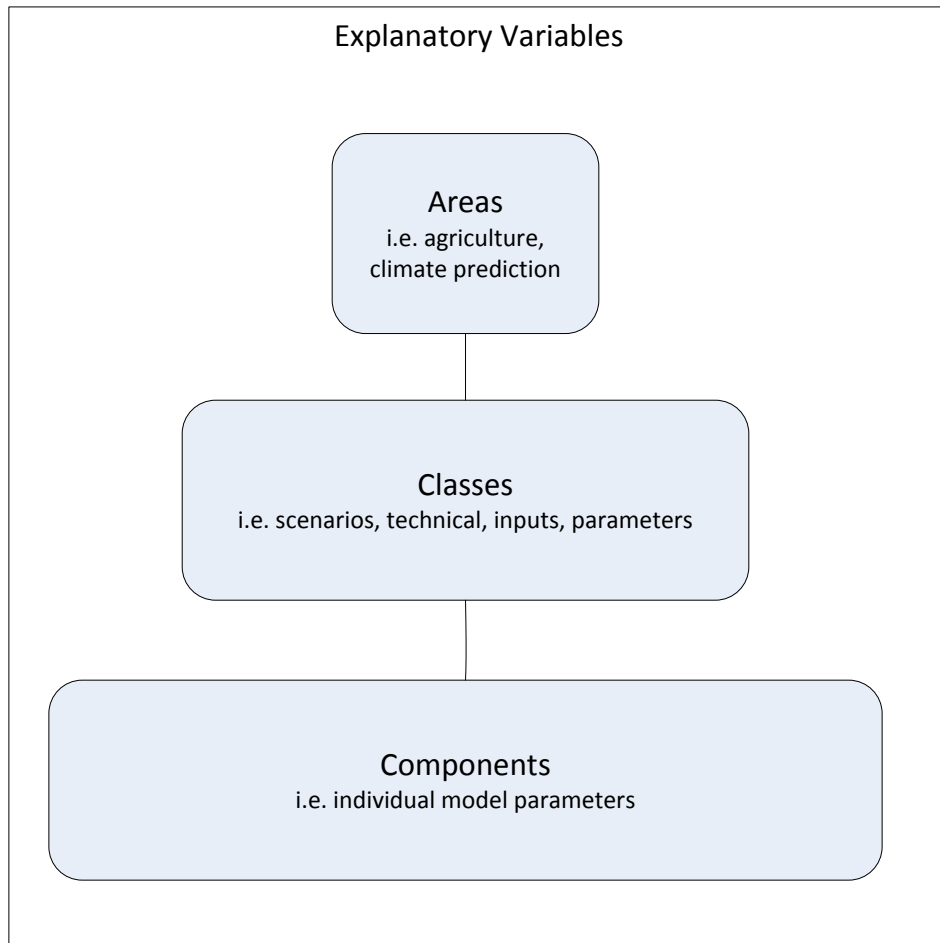 Explanatory Variables
Areas
i.e. agriculture,
climate prediction
Classes
i.e. scenarios, technical, inputs, parameters
Components
i.e. individual model parameters